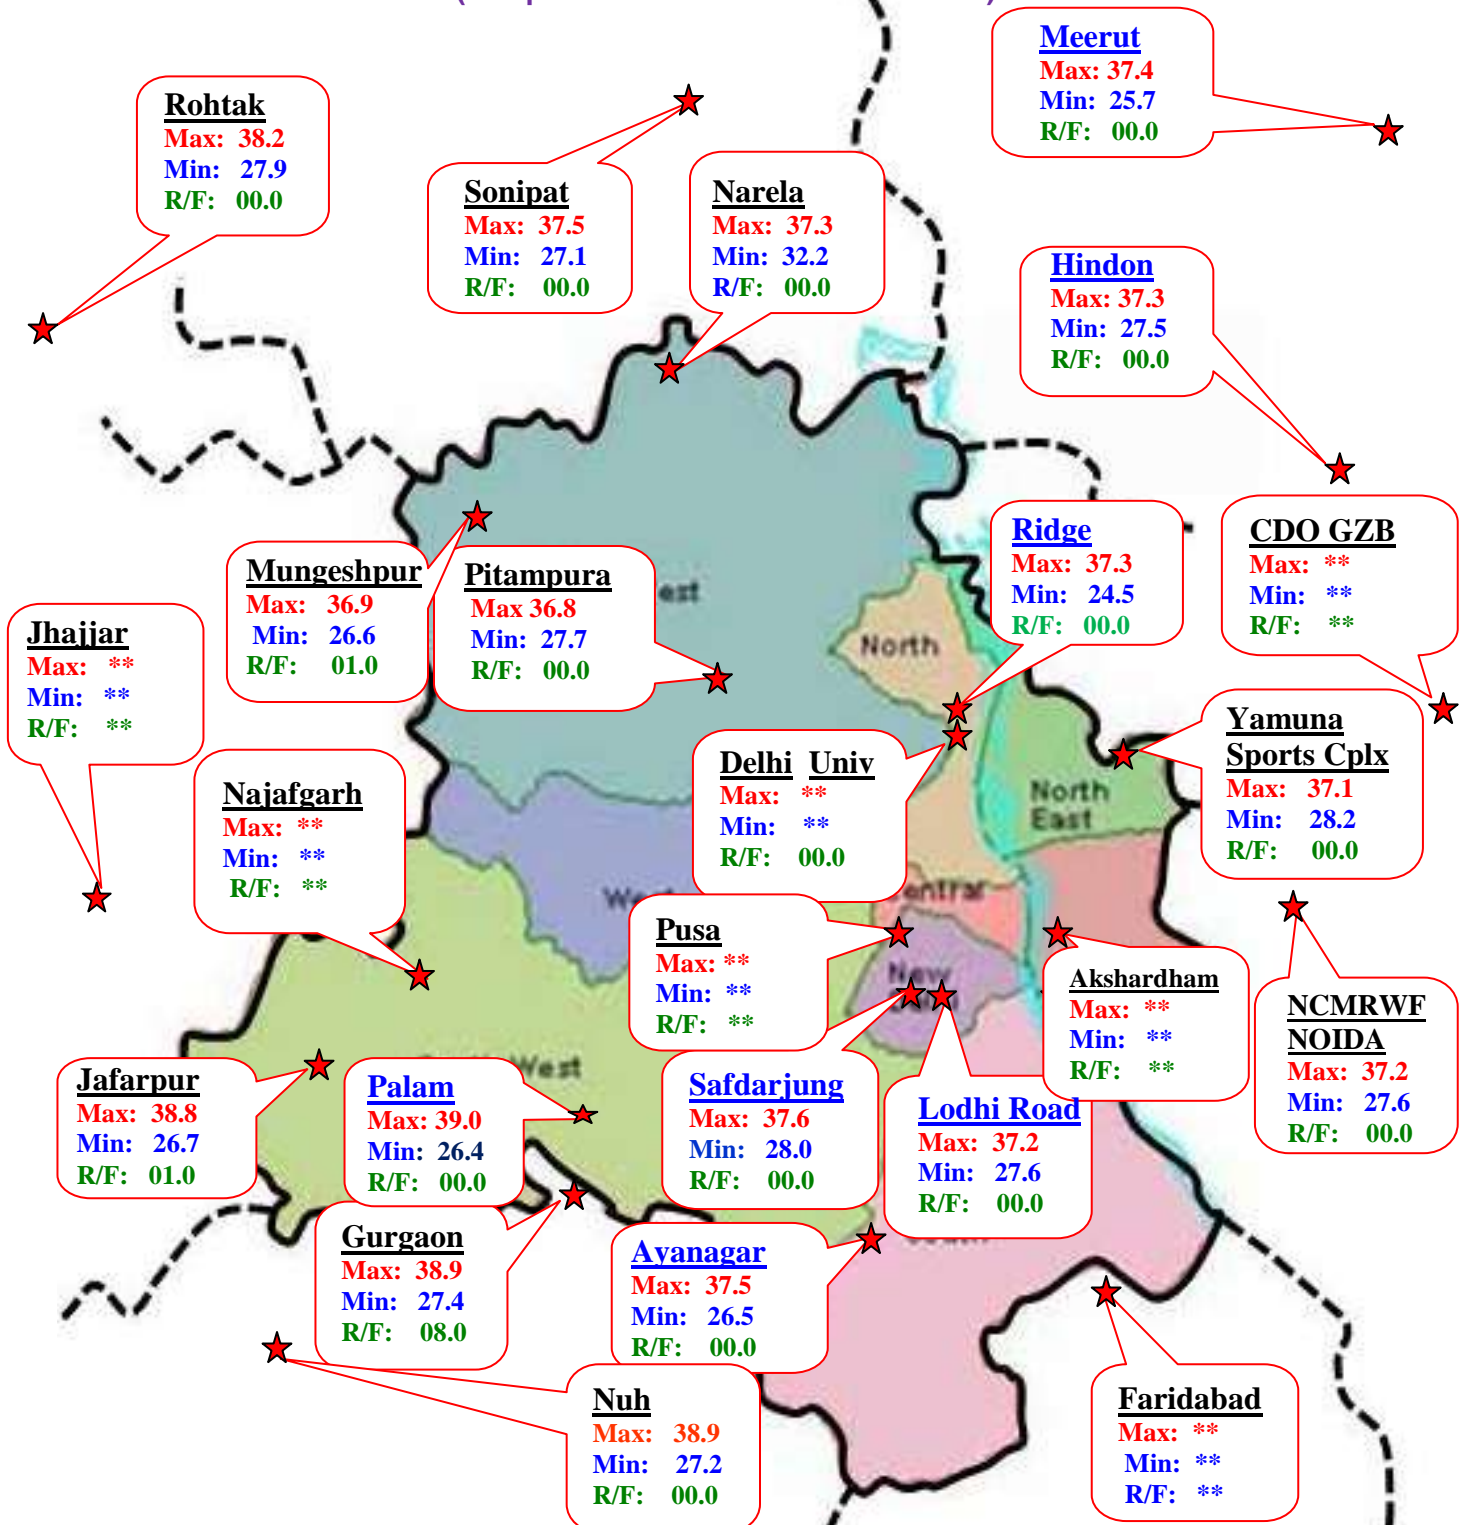 Meerut
Max: 37.4
Min: 25.7
R/F: 00.0
Rohtak
Max: 38.2
Min: 27.9
R/F: 00.0
Sonipat
Max: 37.5
Min: 27.1
R/F: 00.0
Narela
Max: 37.3
Min: 32.2
R/F: 00.0
Hindon
Max: 37.3
Min: 27.5
R/F: 00.0
Ridge
Max: 37.3
Min: 24.5
R/F: 00.0
CDO GZB
Max: **
Min: **
R/F: **
Mungeshpur
Max: 36.9
Min: 26.6
R/F: 01.0
Pitampura
Max 36.8
Min: 27.7
R/F: 00.0
est
North
Jhajjar
Max: **
Min: **
R/F: **
Yamuna
Sports Cplx
Max: 37.1
Min: 28.2
R/F: 00.0
Delhi Univ
Max: **
Min: **
R/F: 00.0
North
East
Najafgarh
Max: **
Min: **
R/F: **
Central
Pusa
Max: **
Min: **
R/F: **
New
Akshardham
Max: **
Min: **
R/F: **
NCMRWF
NOIDA
Max: 37.2
Min: 27.6
R/F: 00.0
West
Jafarpur
Max: 38.8
Min: 26.7
R/F: 01.0
Palam
Max: 39.0
Min: 26.4
R/F: 00.0
Safdarjung
Max: 37.6
Min: 28.0
R/F: 00.0
Lodhi Road
Max: 37.2
Min: 27.6
R/F: 00.0
Gurgaon
Max: 38.9
Min: 27.4
R/F: 08.0
Ayanagar
Max: 37.5
Min: 26.5
R/F: 00.0
Nuh
Max: 38.9
Min: 27.2
R/F: 00.0
Faridabad
Max: **
Min: **
R/F: **